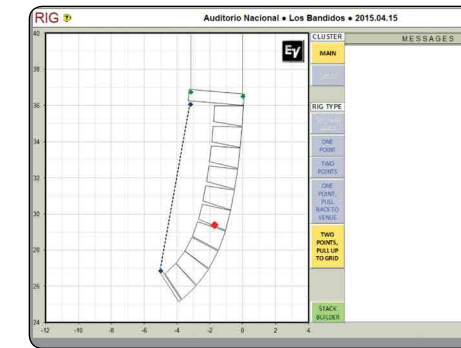 RIG ?
Auditorio Nacional • Los Bandidos • 2015.04.15
CLUSTER
MESSAGES
EV
MAIN
RIG TYPE
ONE
POINT
TWO
POINTS
ONE
POINT,
PULL
BACK TO
VENUE
TWO
POINTS,
PULL UP
TO GRID
STACK
BUILDER
40
38
36
34
32
30
28
26
24
-12
-10
-8
-6
-4
-2
0
2
4